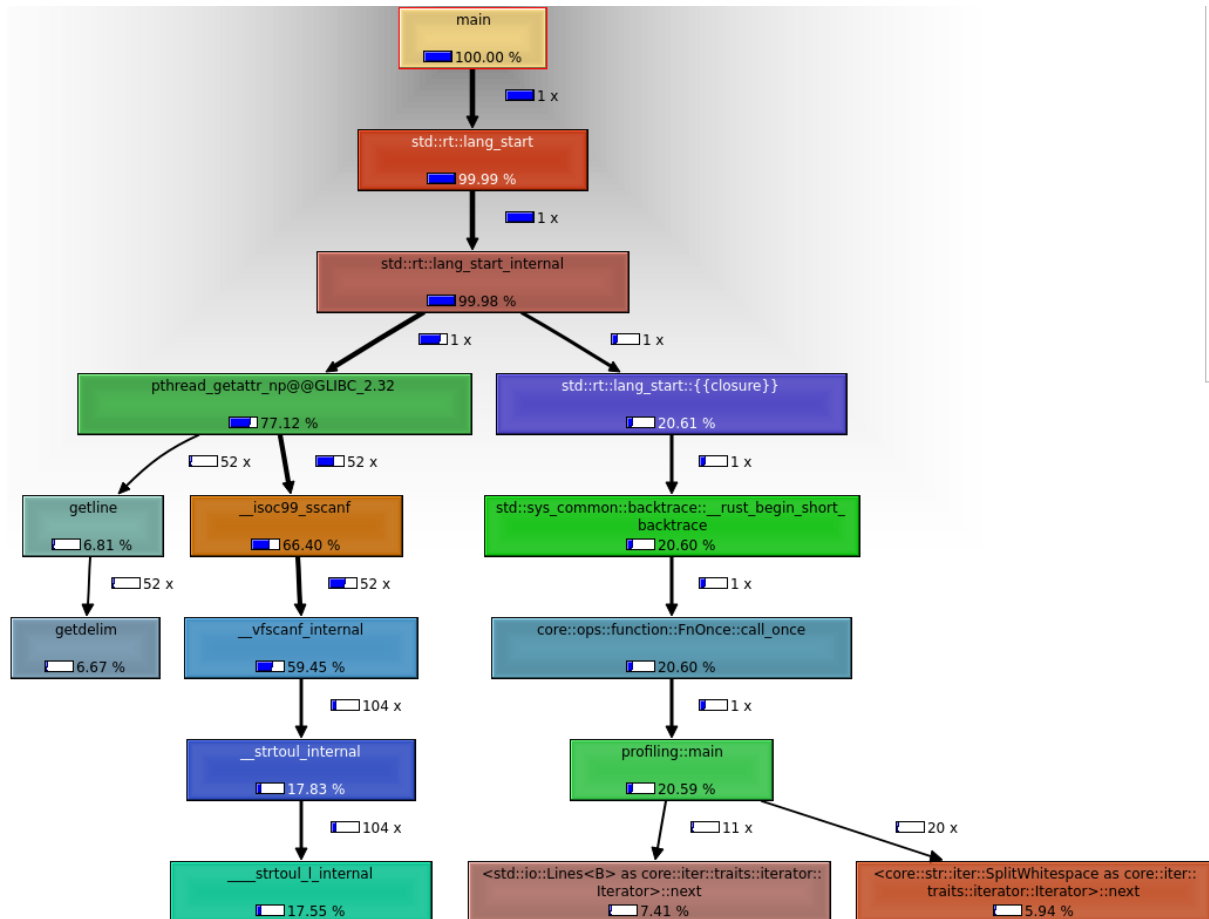 main
100.00 %
1 x
std::rt::lang_start
99.99 %
1 x
std::rt::lang_start_internal
99.98 %
1 x
1 x
pthread_getattr_np@@GLIBC_2.32
77.12 %
std::rt::lang_start::{{closure}}
20.61 %
52 x
52 x
1 x
getline
6.81 %
__isoc99_sscanf
66.40 %
std::sys_common::backtrace::__rust_begin_short_
backtrace
20.60 %
52 x
52 x
1 x
getdelim
6.67 %
__vfscanf_internal
59.45 %
core::ops::function::FnOnce::call_once
20.60 %
104 x
1 x
__strtoul_internal
17.83 %
profiling::main
20.59 %
104 x
11 x
20 x
____strtoul_l_internal
17.55 %
<std::io::Lines<B> as core::iter::traits::iterator::
Iterator>::next
7.41 %
<core::str::iter::SplitWhitespace as core::iter::
traits::iterator::Iterator>::next
5.94 %